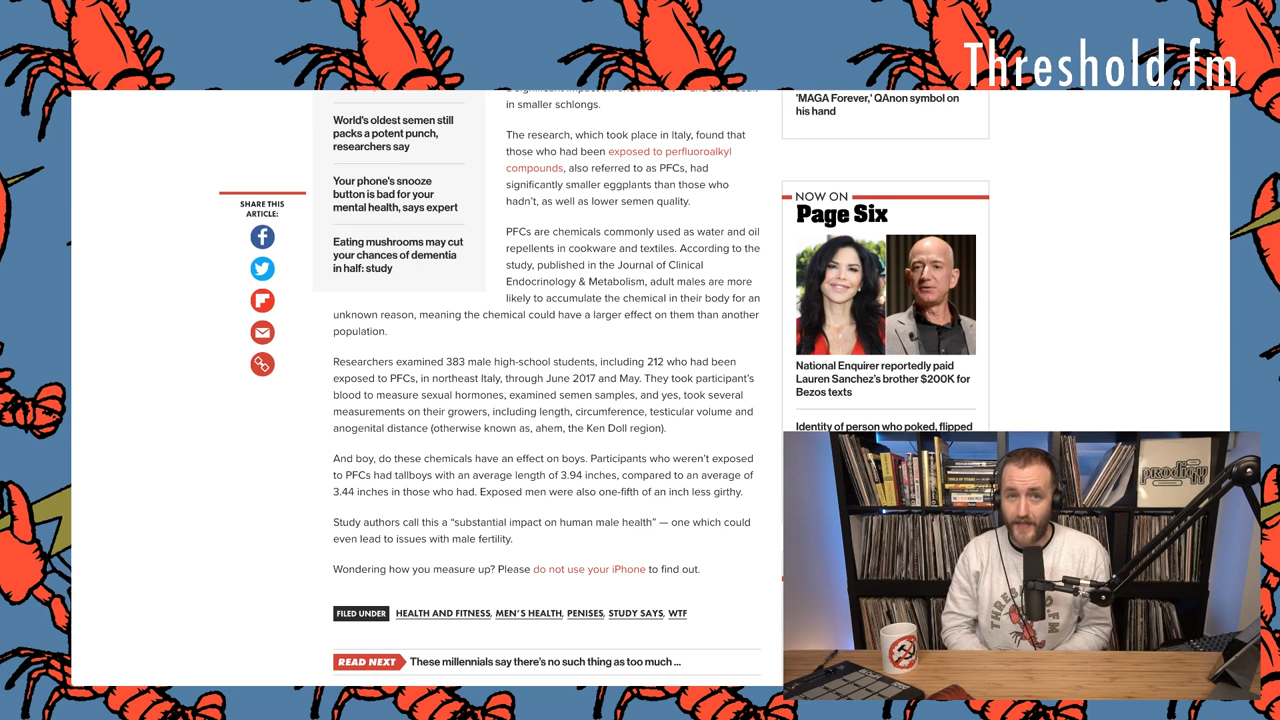 Threshold.fm
in smaller schlongs.
The research, which took place in Italy, found that
those who had been exposed to perfluoroalkyl
compounds, also referred to as PFCs, had
significantly smaller eggplants than those who
hadn't, as well as lower semen quality.
PFCs are chemicals commonly used as water and oil
repellents in cookware and textiles. According to the
study, published in the Journal of Clinical
Endocrinology & Metabolism, adult males are more
likely to accumulate the chemical in their body for an
unknown reason, meaning the chemical could have a larger effect on them than another
population.
Researchers examined 383 male high-school students, including 212 who had been
exposed to PFCs, in northeast Italy, through June 2017 and May. They took participant's
blood to measure sexual hormones, examined semen samples, and yes, took several
measurements on their growers, including length, circumference, testicular volume and
anogenital distance (otherwise known as, ahem, the Ken Doll region).
And boy, do these chemicals have an effect on boys. Participants who weren't exposed
to PFCs had tallboys with an average length of 3.94 inches, compared to an average of
3.44 inches in those who had. Exposed men were also one-fifth of an inch less girthy.
Study authors call this a “substantial impact on human male health” — one which could
even lead to issues with male fertility.
Wondering how you measure up? Please do not use your iPhone to find out.
FILED UNDER HEALTH AND FITNESS, MEN'S HEALTH, PENISES, STUDY SAYS, WTF
READ NEXT These millennials say there's no such thing as too much ...
World's oldest semen still
packs a potent punch,
researchers say
Your phone's snooze
button is bad for your
mental health, says expert
Eating mushrooms may cut
your chances of dementia
in half: study
SHARE THIS
ARTICLE:
'MAGA Forever,' QAnon symbol on
his hand
NOW ON
Page Six
National Enquirer reportedly paid
Lauren Sanchez's brother $200K for
Bezos texts
Identity of person who poked, flipped
prodigy
THRESHOLD.FM